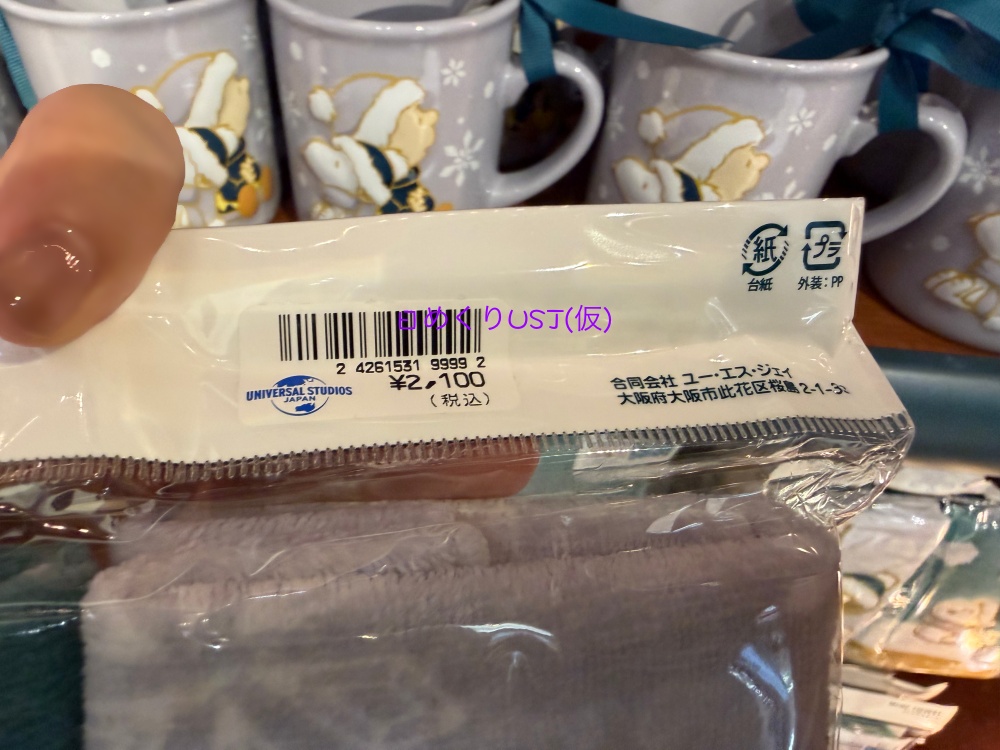 紙
プラ
台紙
外装：PP
日めくりUSJ(仮)
2 4261531 9999 2
¥2,100
(税込)
UNIVERSAL STUDIOS
JAPAN
合同会社 ユー・エス・ジェイ
大阪府大阪市此花区桜島2-1-33